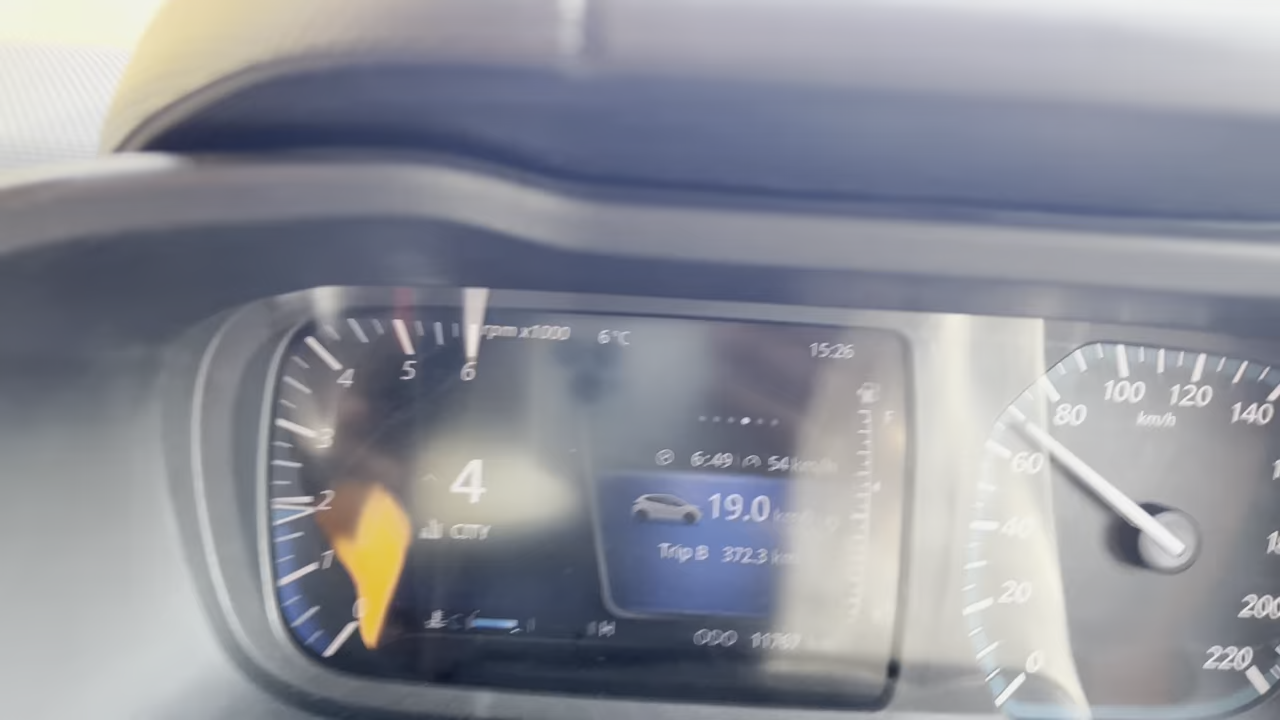 rpm x1000 6°C 15:26
0 1 2 3 4 5 6
F
6:49 54 km/h
4
19.0
CITY
Trip B 372.3 km
ODO
0 20 40 60 80 100 120 140
km/h
200
220